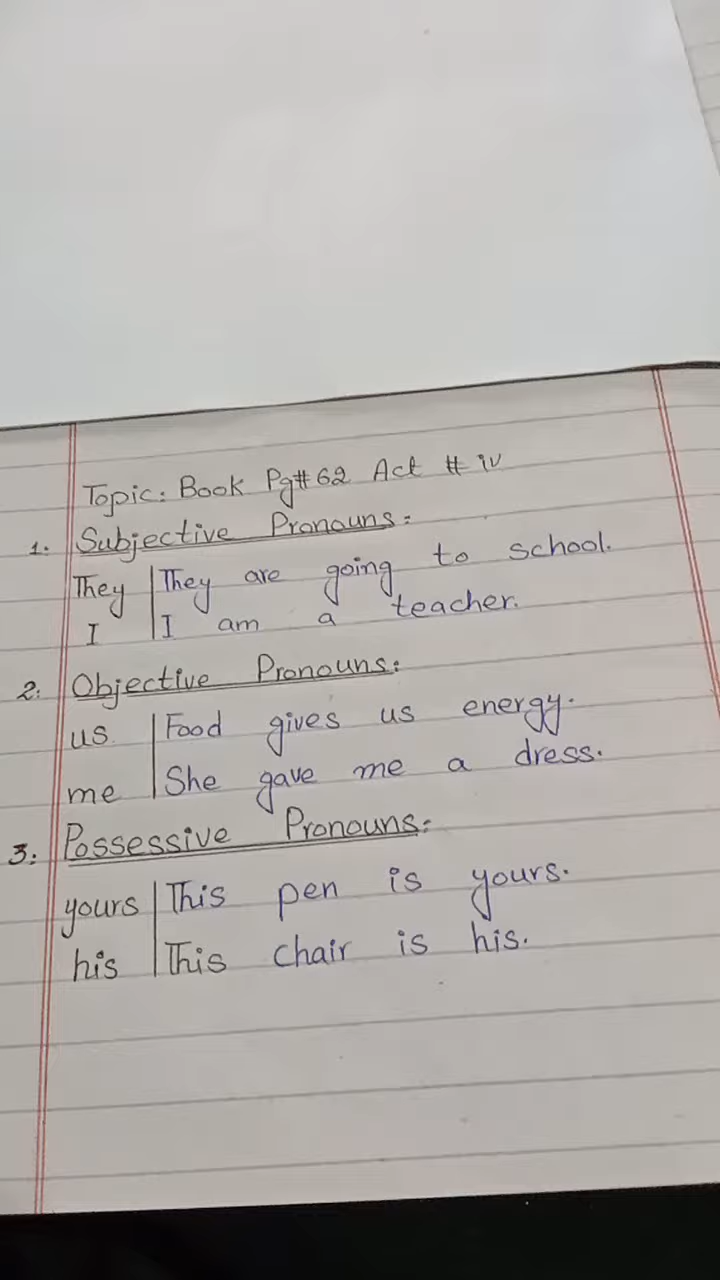 Topic: Book Pg# 62 Act # iv
1. Subjective Pronouns:
They | They are going to school.
I | I am a teacher.
2. Objective Pronouns:
us | Food gives us energy.
me | She gave me a dress.
3. Possessive Pronouns:
yours | This pen is yours.
his | This chair is his.